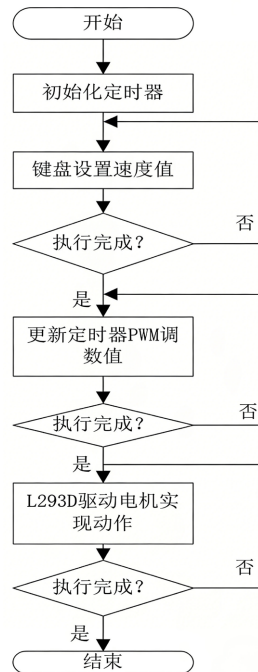 开始
初始化定时器
键盘设置速度值
执行完成?
否
是
更新定时器PWM调
数值
执行完成?
否
是
L293D驱动电机实
现动作
执行完成?
否
是
结束